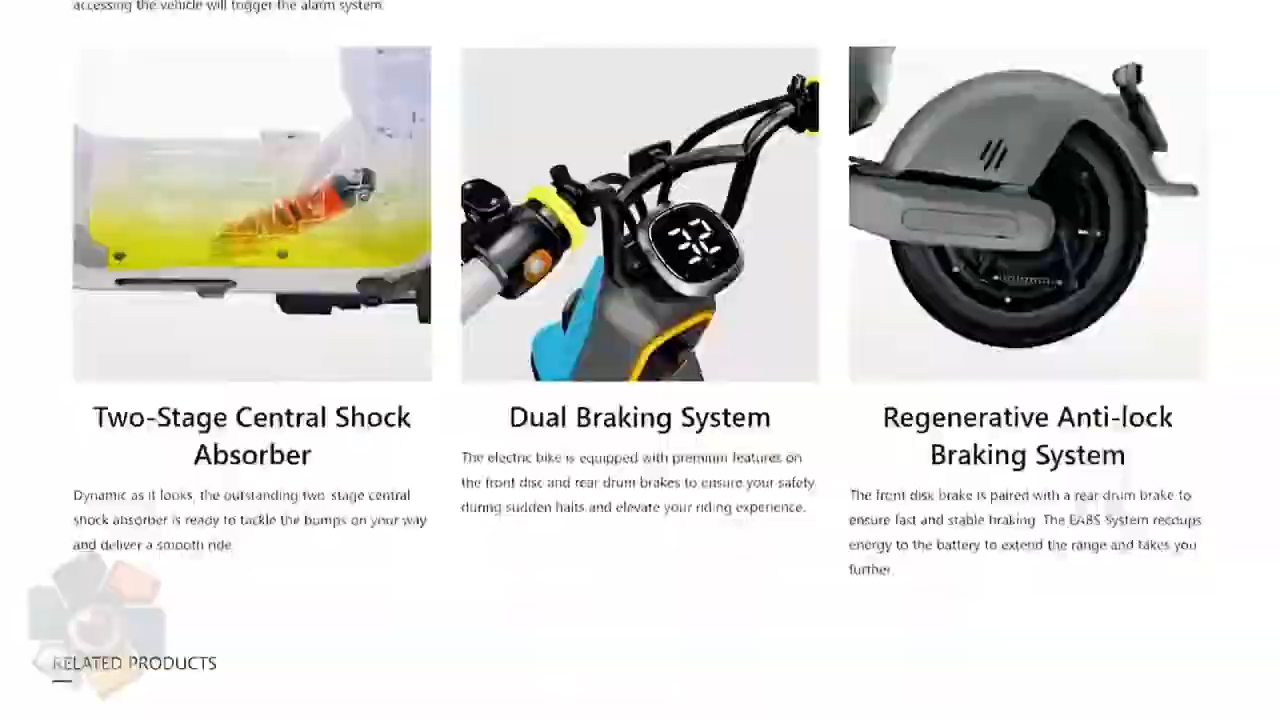 accessing the vehicle will trigger the alarm system.
32
Two-Stage Central Shock
Absorber
Dynamic as it looks, the outstanding two-stage central
shock absorber is ready to tackle the bumps on your way
and deliver a smooth ride.
Dual Braking System
The electric bike is equipped with premium features on
the front disc and rear drum brakes to ensure your safety
during sudden halts and elevate your riding experience.
Regenerative Anti-lock
Braking System
The front disk brake is paired with a rear drum brake to
ensure fast and stable braking. The EABS System recoups
energy to the battery to extend the range and takes you
further.
RELATED PRODUCTS